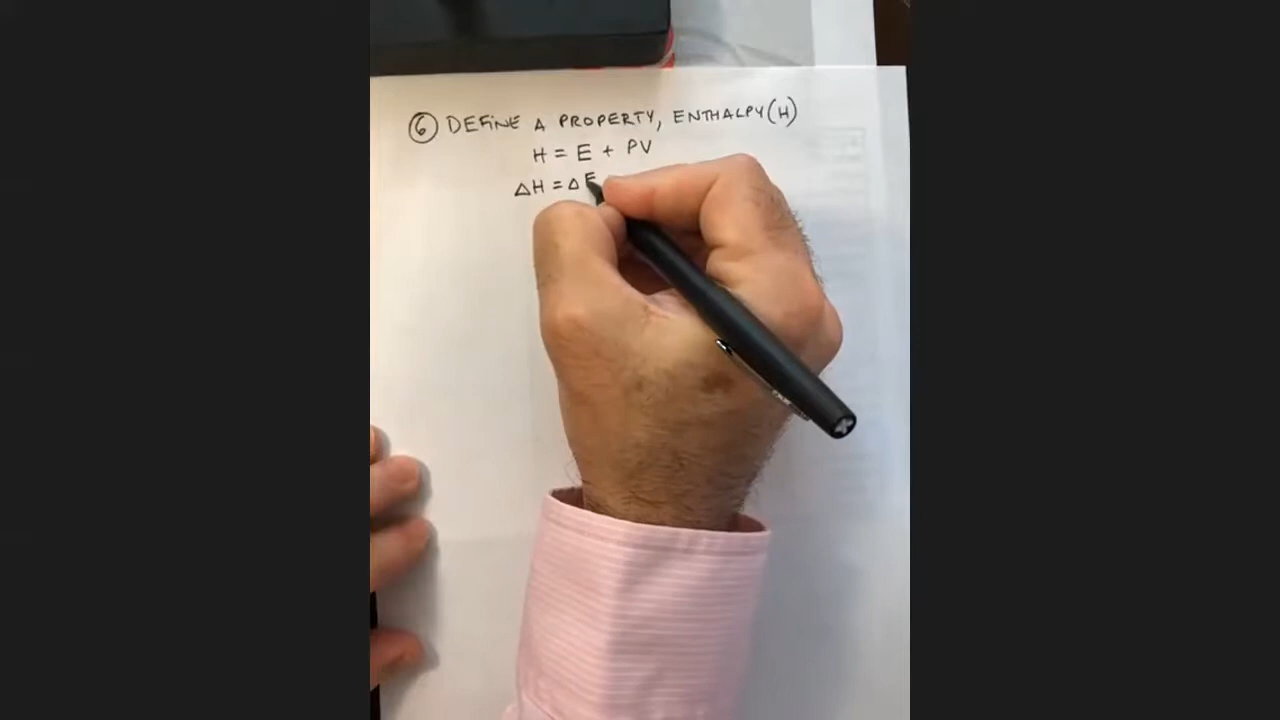 ⑥ DEFINE A PROPERTY, ENTHALPY (H)
H = E + PV
ΔH = ΔE